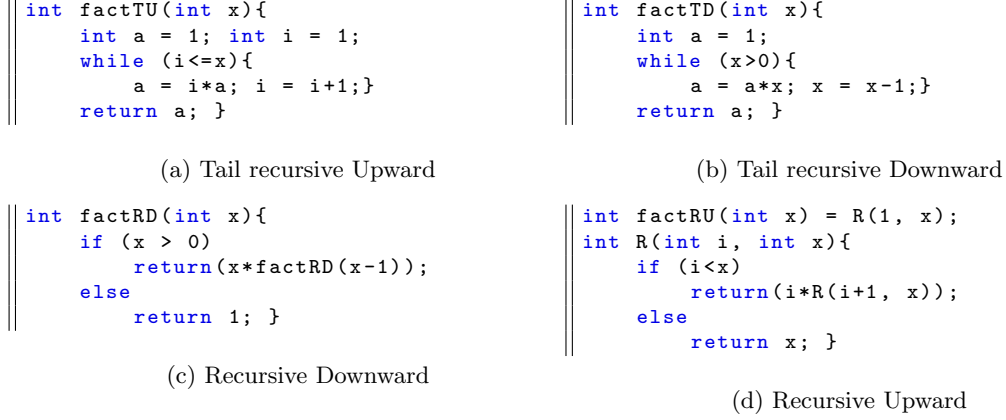 int factTU(int x){
int a = 1; int i = 1;
while (i<=x){
a = i*a; i = i+1;}
return a; }
(a) Tail recursive Upward
int factTD(int x){
int a = 1;
while (x>0){
a = a*x; x = x-1;}
return a; }
(b) Tail recursive Downward
int factRD(int x){
if (x > 0)
return(x*factRD(x-1));
else
return 1; }
(c) Recursive Downward
int factRU(int x) = R(1, x);
int R(int i, int x){
if (i<x)
return(i*R(i+1, x));
else
return x; }
(d) Recursive Upward